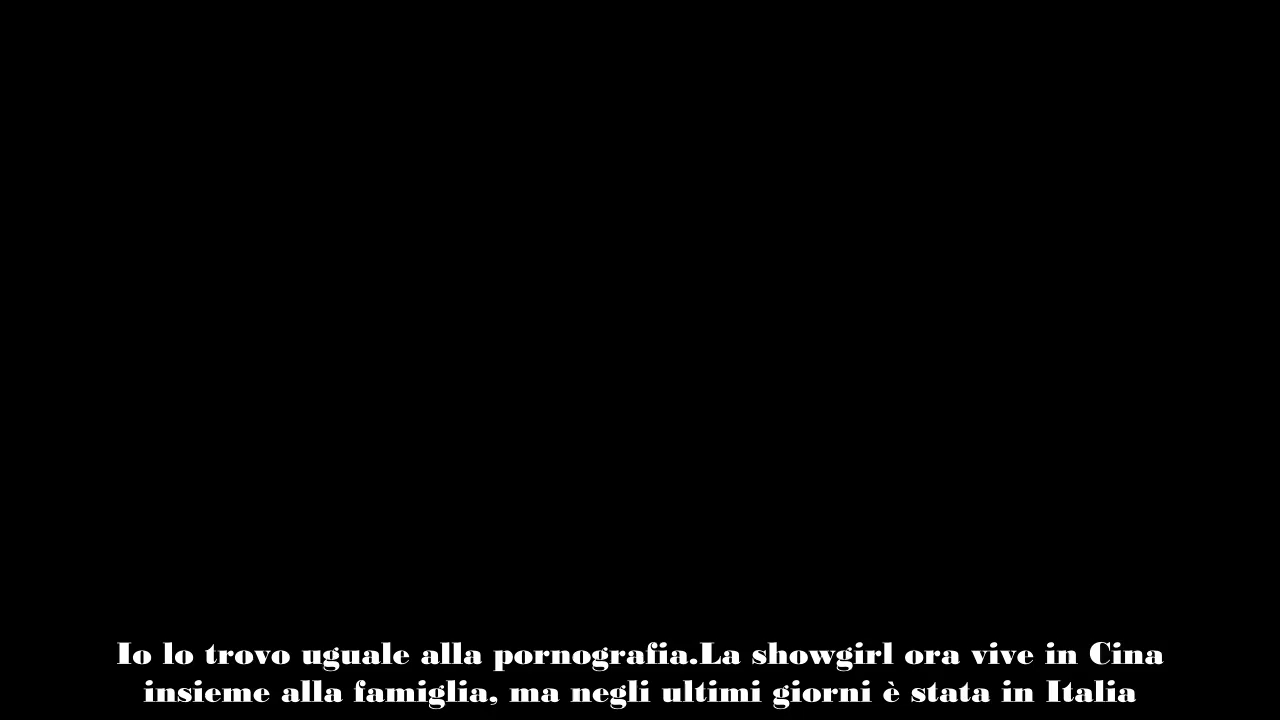 Io lo trovo uguale alla pornografia.La showgirl ora vive in Cina
insieme alla famiglia, ma negli ultimi giorni è stata in Italia